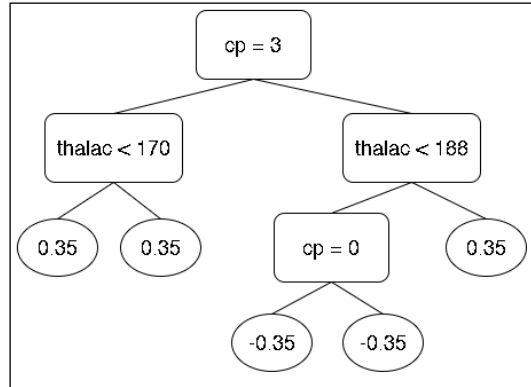 cp = 3
thalac < 170
thalac < 188
0.35
0.35
cp = 0
0.35
-0.35
-0.35